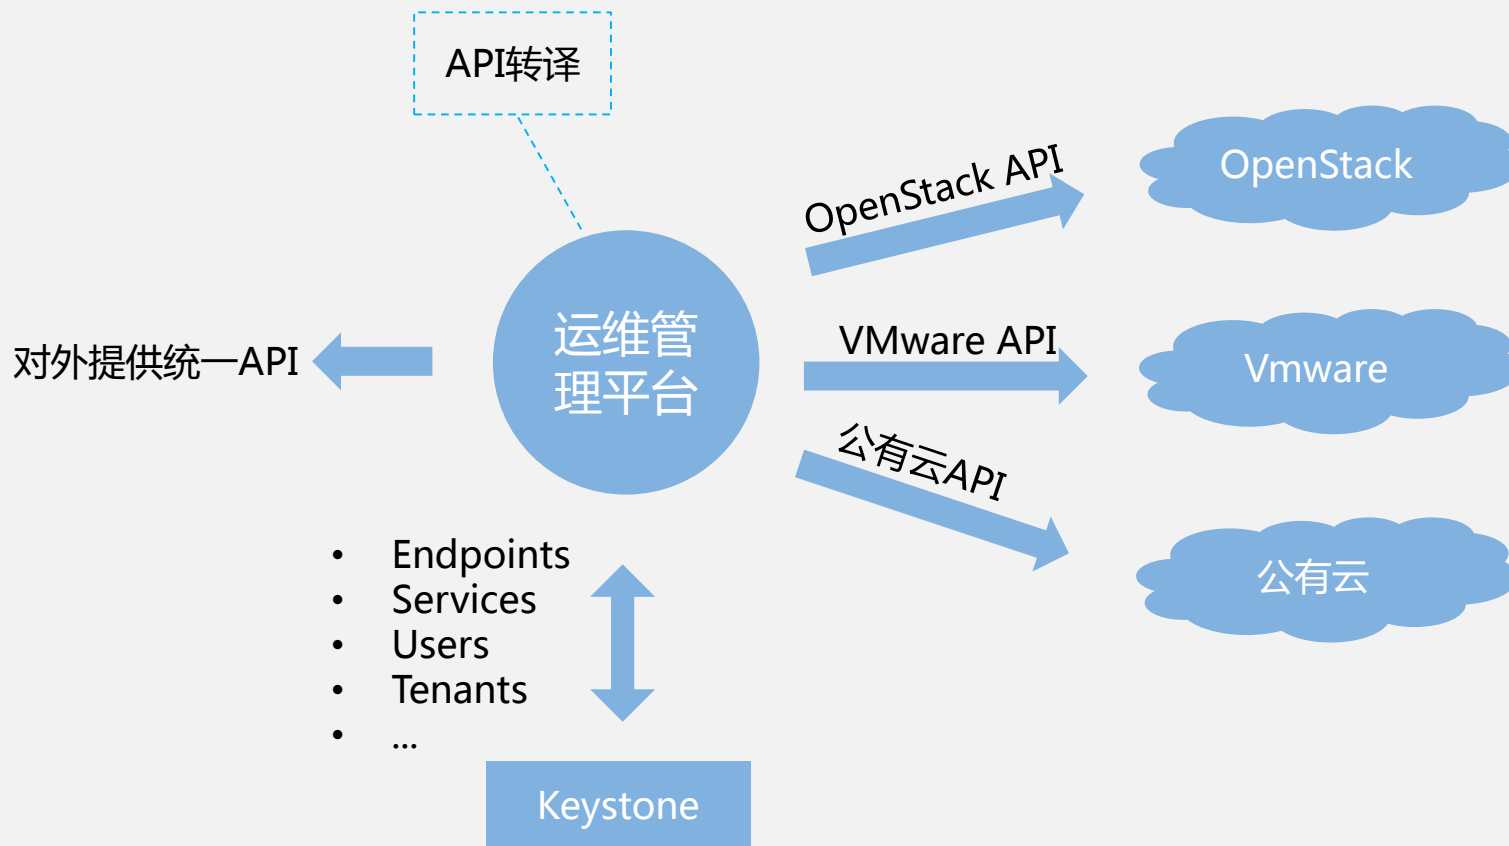 API转译
OpenStack API
OpenStack
对外提供统一API
运维管
理平台
VMware API
Vmware
公有云API
公有云
• Endpoints
• Services
• Users
• Tenants
• ...
Keystone